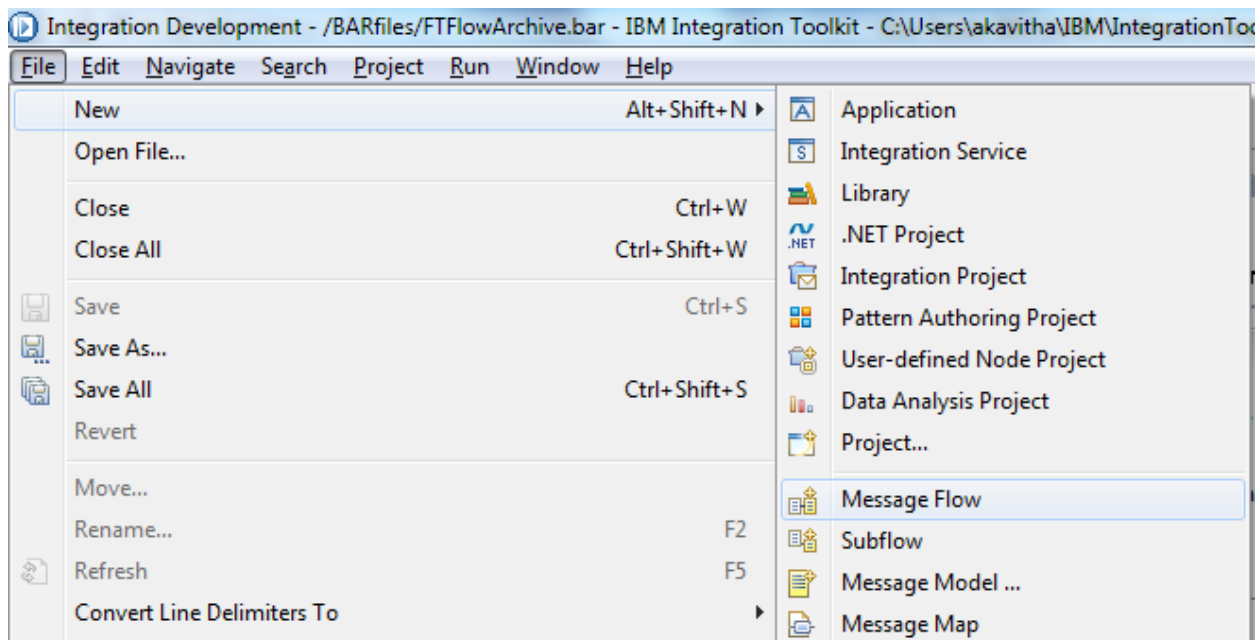 Integration Development - /BARfiles/FTFlowArchive.bar - IBM Integration Toolkit - C:\Users\akavitha\IBM\IntegrationToo
File Edit Navigate Search Project Run Window Help
New Alt+Shift+N
Open File...
Close Ctrl+W
Close All Ctrl+Shift+W
Save Ctrl+S
Save As...
Save All Ctrl+Shift+S
Revert
Move...
Rename... F2
Refresh F5
Convert Line Delimiters To
Application
Integration Service
Library
.NET Project
Integration Project
Pattern Authoring Project
User-defined Node Project
Data Analysis Project
Project...
Message Flow
Subflow
Message Model ...
Message Map